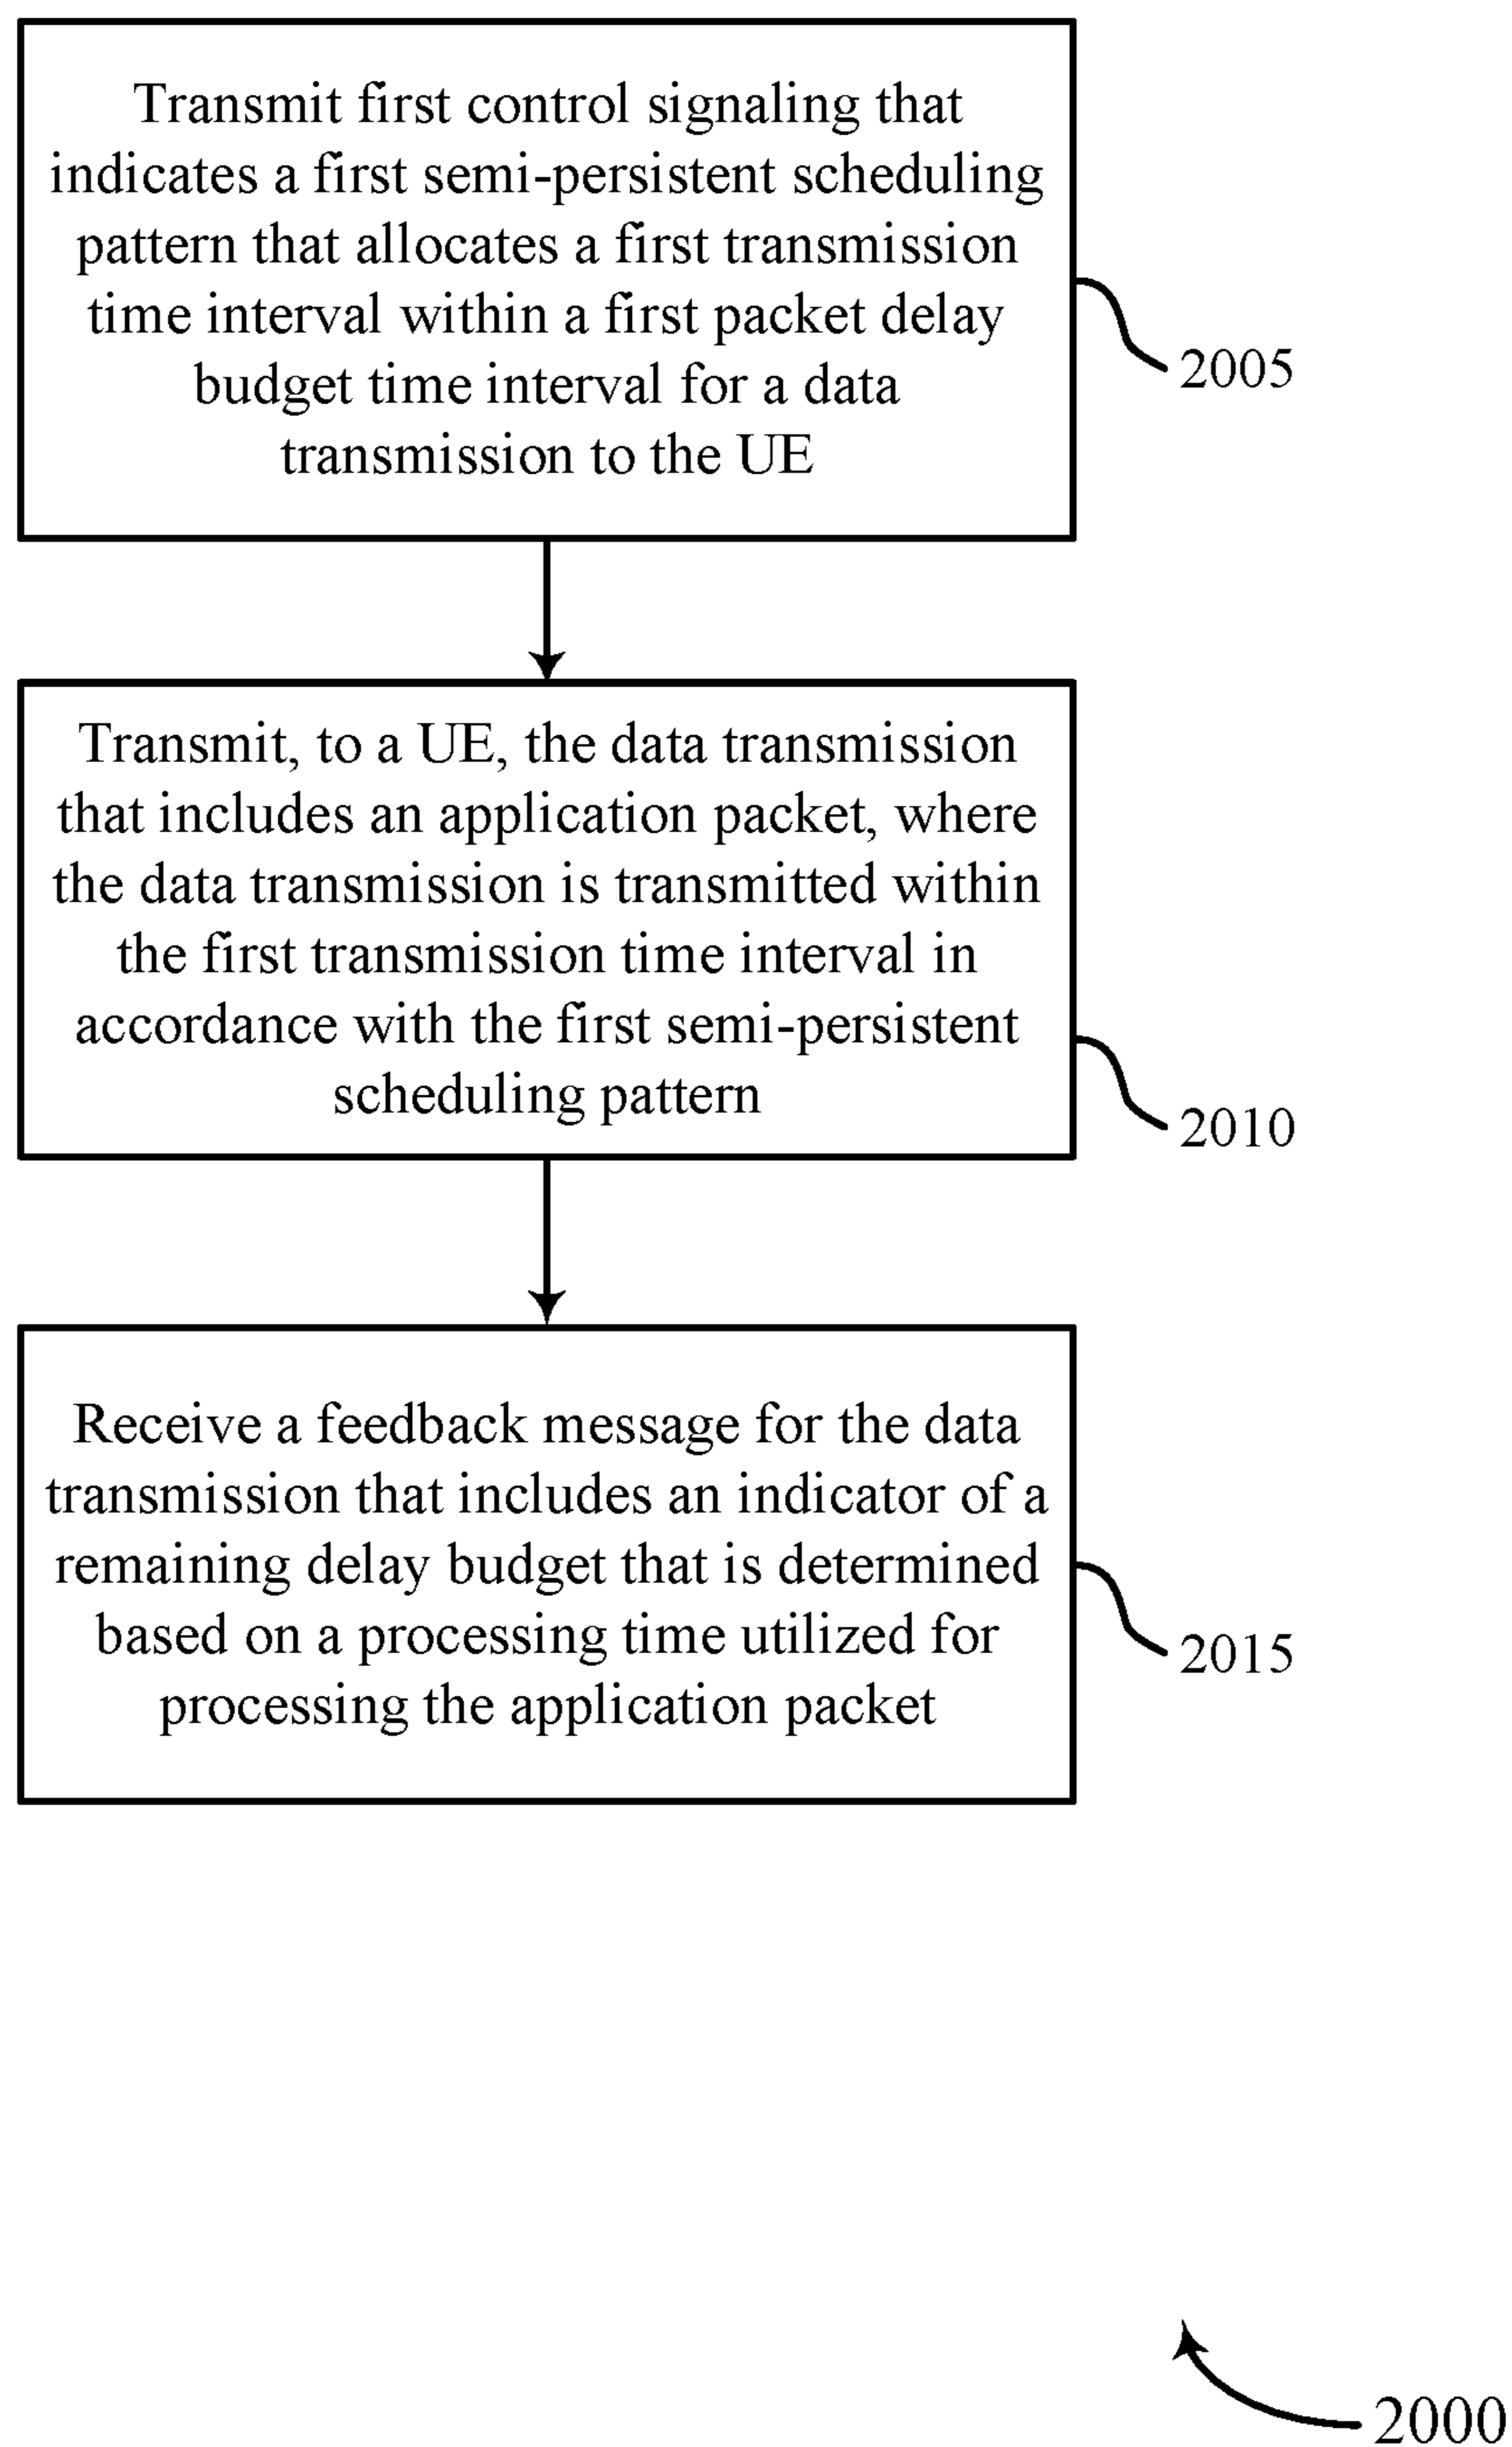 Transmit first control signaling that
indicates a first semi-persistent scheduling
pattern that allocates a first transmission
time interval within a first packet delay
budget time interval for a data
transmission to the UE
2005
Transmit, to a UE, the data transmission
that includes an application packet, where
the data transmission is transmitted within
the first transmission time interval in
accordance with the first semi-persistent
scheduling pattern
2010
Receive a feedback message for the data
transmission that includes an indicator of a
remaining delay budget that is determined
based on a processing time utilized for
processing the application packet
2015
2000